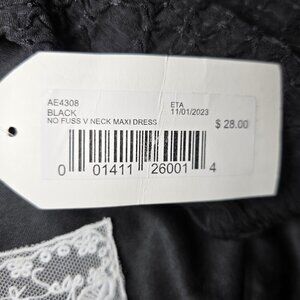 AE4308 ETA
BLACK 11/01/2023
NO FUSS V NECK MAXI DRESS $ 28.00
0 01411 26001 4